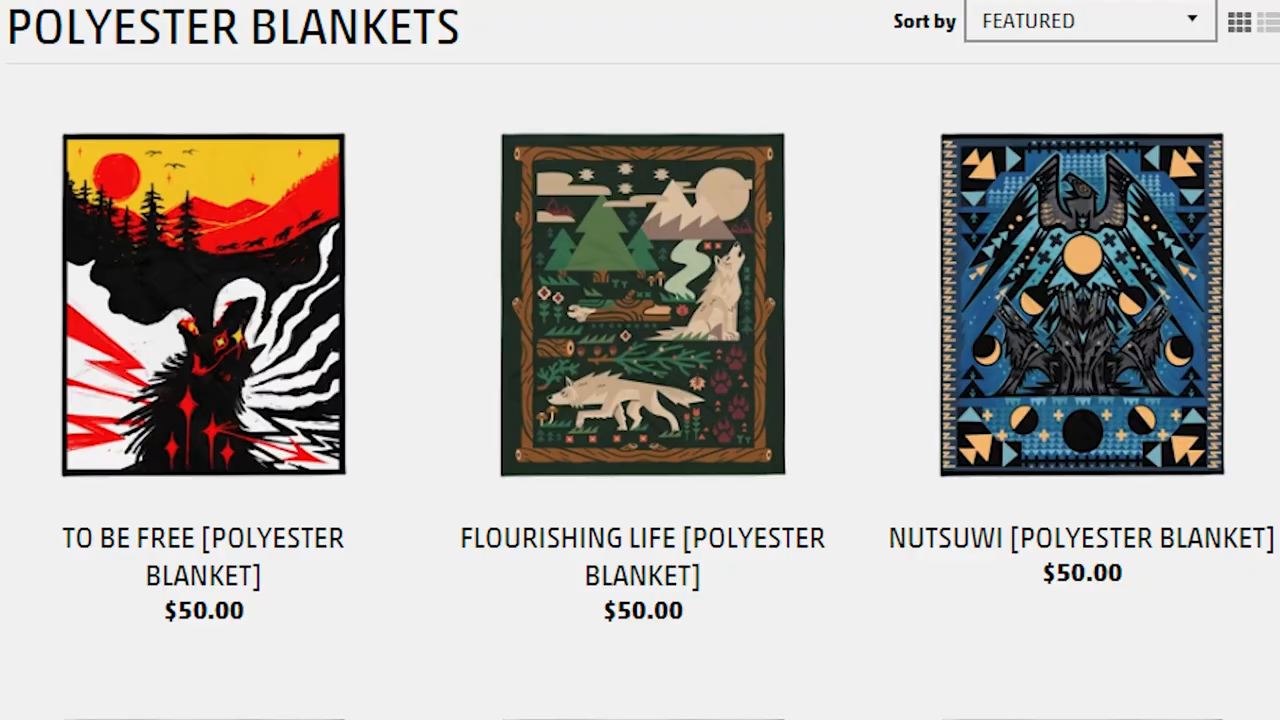 POLYESTER BLANKETS
Sort by
FEATURED
TO BE FREE [POLYESTER
BLANKET]
$50.00
FLOURISHING LIFE [POLYESTER
BLANKET]
$50.00
NUTSUWI [POLYESTER BLANKET]
$50.00